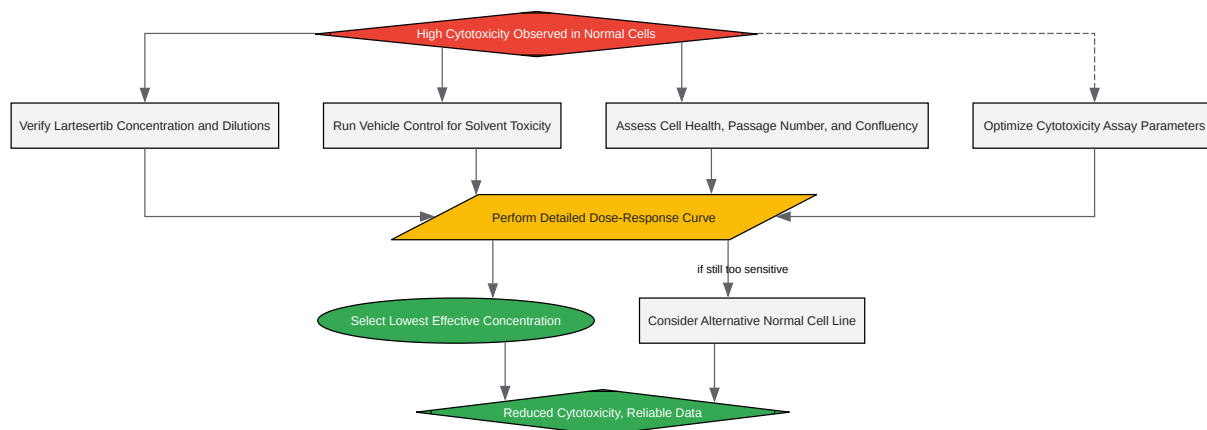 High Cytotoxicity Observed in Normal Cells
Verify Lartesertib Concentration and Dilutions
Run Vehicle Control for Solvent Toxicity
Assess Cell Health, Passage Number, and Confluency
Optimize Cytotoxicity Assay Parameters
Perform Detailed Dose-Response Curve
if still too sensitive
Select Lowest Effective Concentration
Consider Alternative Normal Cell Line
Reduced Cytotoxicity, Reliable Data